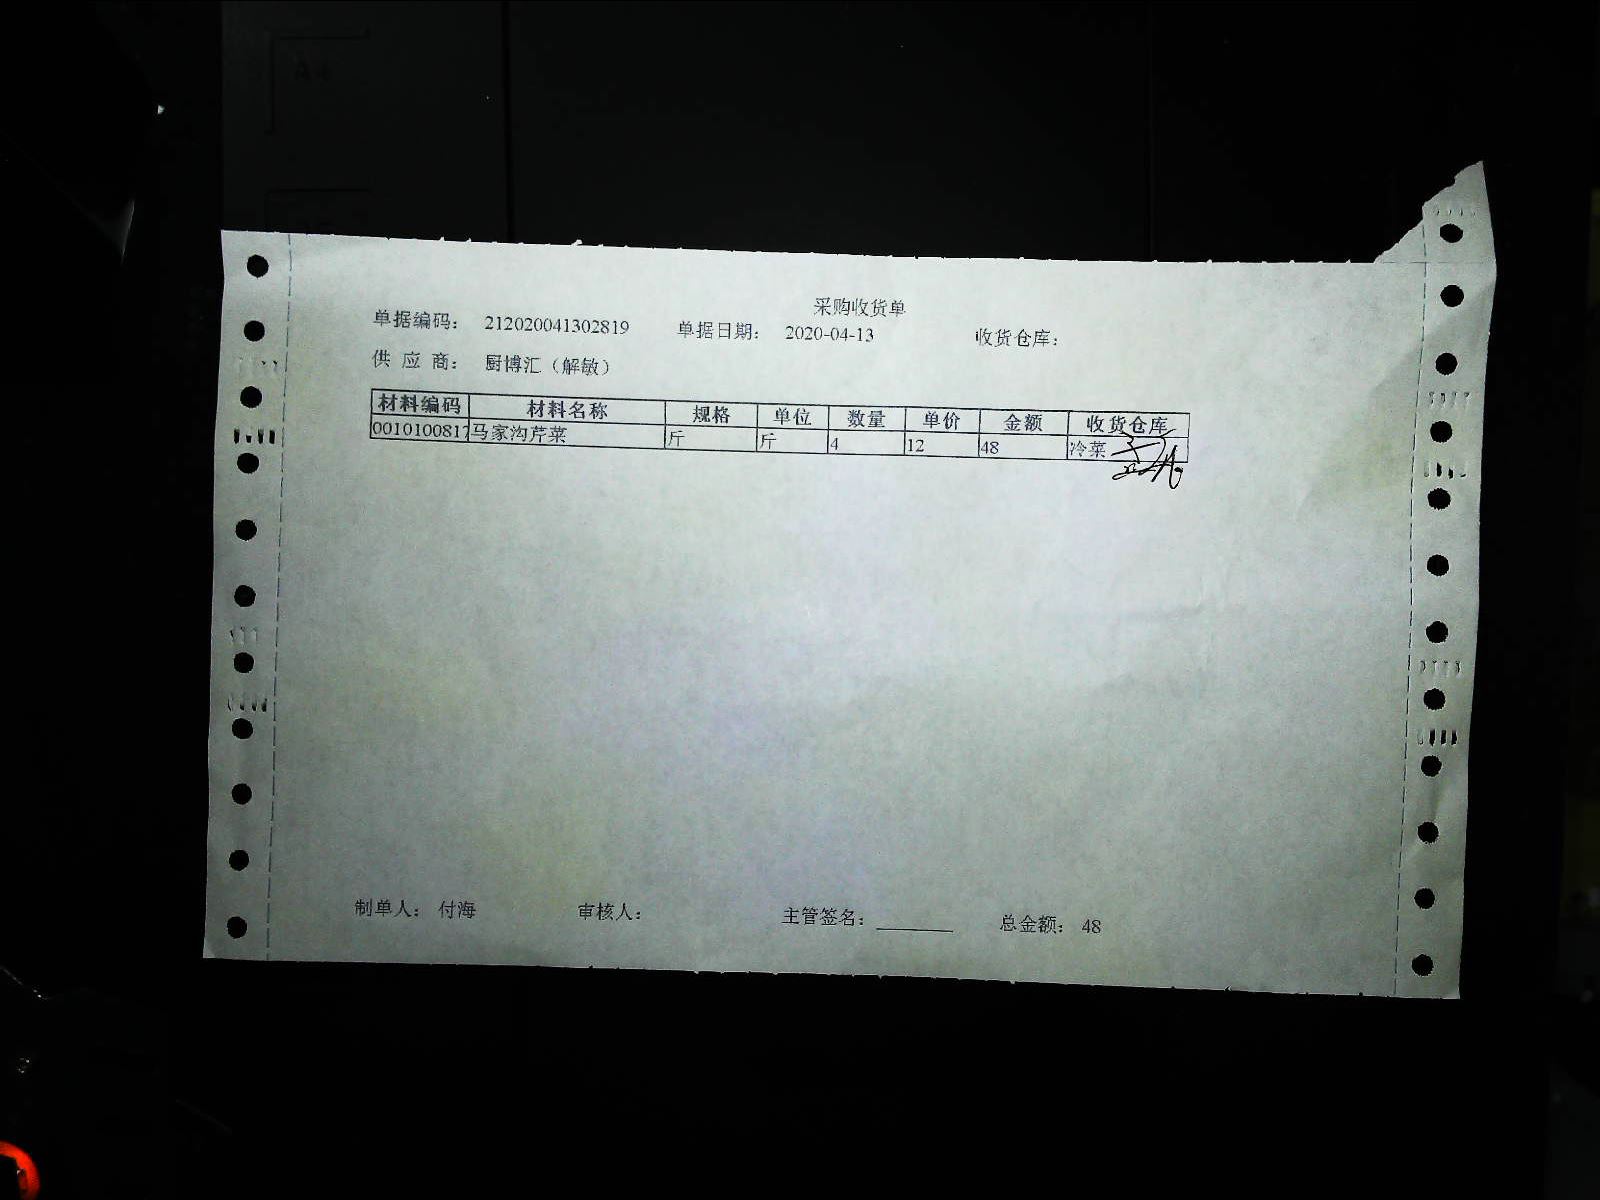 采购收货单
单据编码： 212020041302819 单据日期： 2020-04-13 收货仓库：
供 应 商： 厨博汇（解敏）
材料编码 材料名称 规格 单位 数量 单价 金额 收货仓库
0010100817 马家沟芹菜 斤 斤 4 12 48 冷菜
制单人： 付海 审核人： 主管签名： 总金额： 48